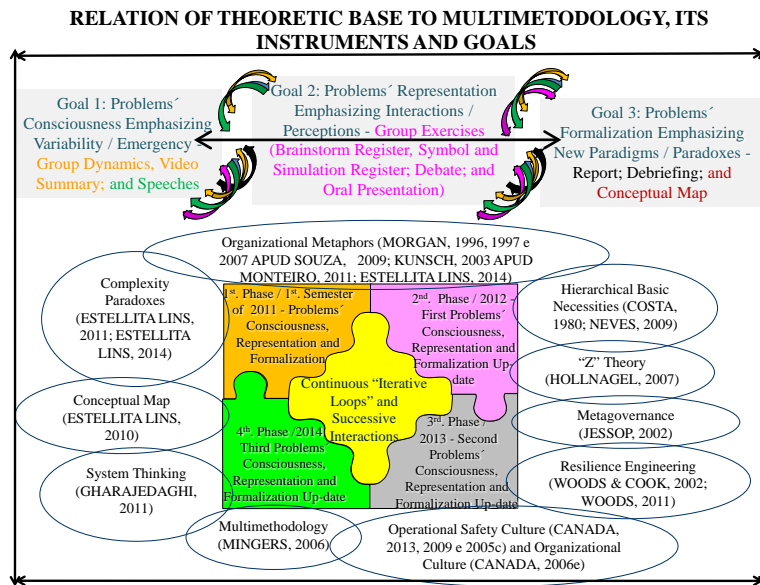 RELATION OF THEORETIC BASE TO MULTIMETODOLOGY, ITS
INSTRUMENTS AND GOALS
Goal 1: Problems´
Consciousness Emphasizing
Variability / Emergency –
Group Dynamics, Video
Summary; and Speeches
Goal 2: Problems´ Representation
Emphasizing Interactions /
Perceptions - Group Exercises
(Brainstorm Register, Symbol and
Simulation Register; Debate; and
Oral Presentation)
Goal 3: Problems´
Formalization Emphasizing
New Paradigms / Paradoxes -
Report; Debriefing; and
Conceptual Map
Organizational Metaphors (MORGAN, 1996, 1997 e
2007 APUD SOUZA, 2009; KUNSCH, 2003 APUD
MONTEIRO, 2011; ESTELLITA LINS, 2014)
Complexity
Paradoxes
(ESTELLITA LINS,
2011; ESTELLITA
LINS, 2014)
Conceptual Map
(ESTELLITA LINS,
2010)
System Thinking
(GHARAJEDAGHI,
2011)
Multimethodology
(MINGERS, 2006)
1st. Phase / 1st. Semester
of 2011 - Problems´
Consciousness,
Representation and
Formalization
2nd. Phase / 2012 -
First Problems´
Consciousness,
Representation and
Formalization Up-
date
Continuous “Iterative
Loops” and
Successive
Interactions
4th. Phase /2014
Third Problems´
Consciousness,
Representation and
Formalization Up-date
3rd. Phase /
2013 - Second
Problems´
Consciousness,
Representation and
Formalization Up-date
Hierarchical Basic
Necessities (COSTA,
1980; NEVES, 2009)
“Z” Theory
(HOLLNAGEL, 2007)
Metagovernance
(JESSOP, 2002)
Resilience Engineering
(WOODS & COOK, 2002;
WOODS, 2011)
Operational Safety Culture (CANADA,
2013, 2009 e 2005c) and Organizational
Culture (CANADA, 2006e)